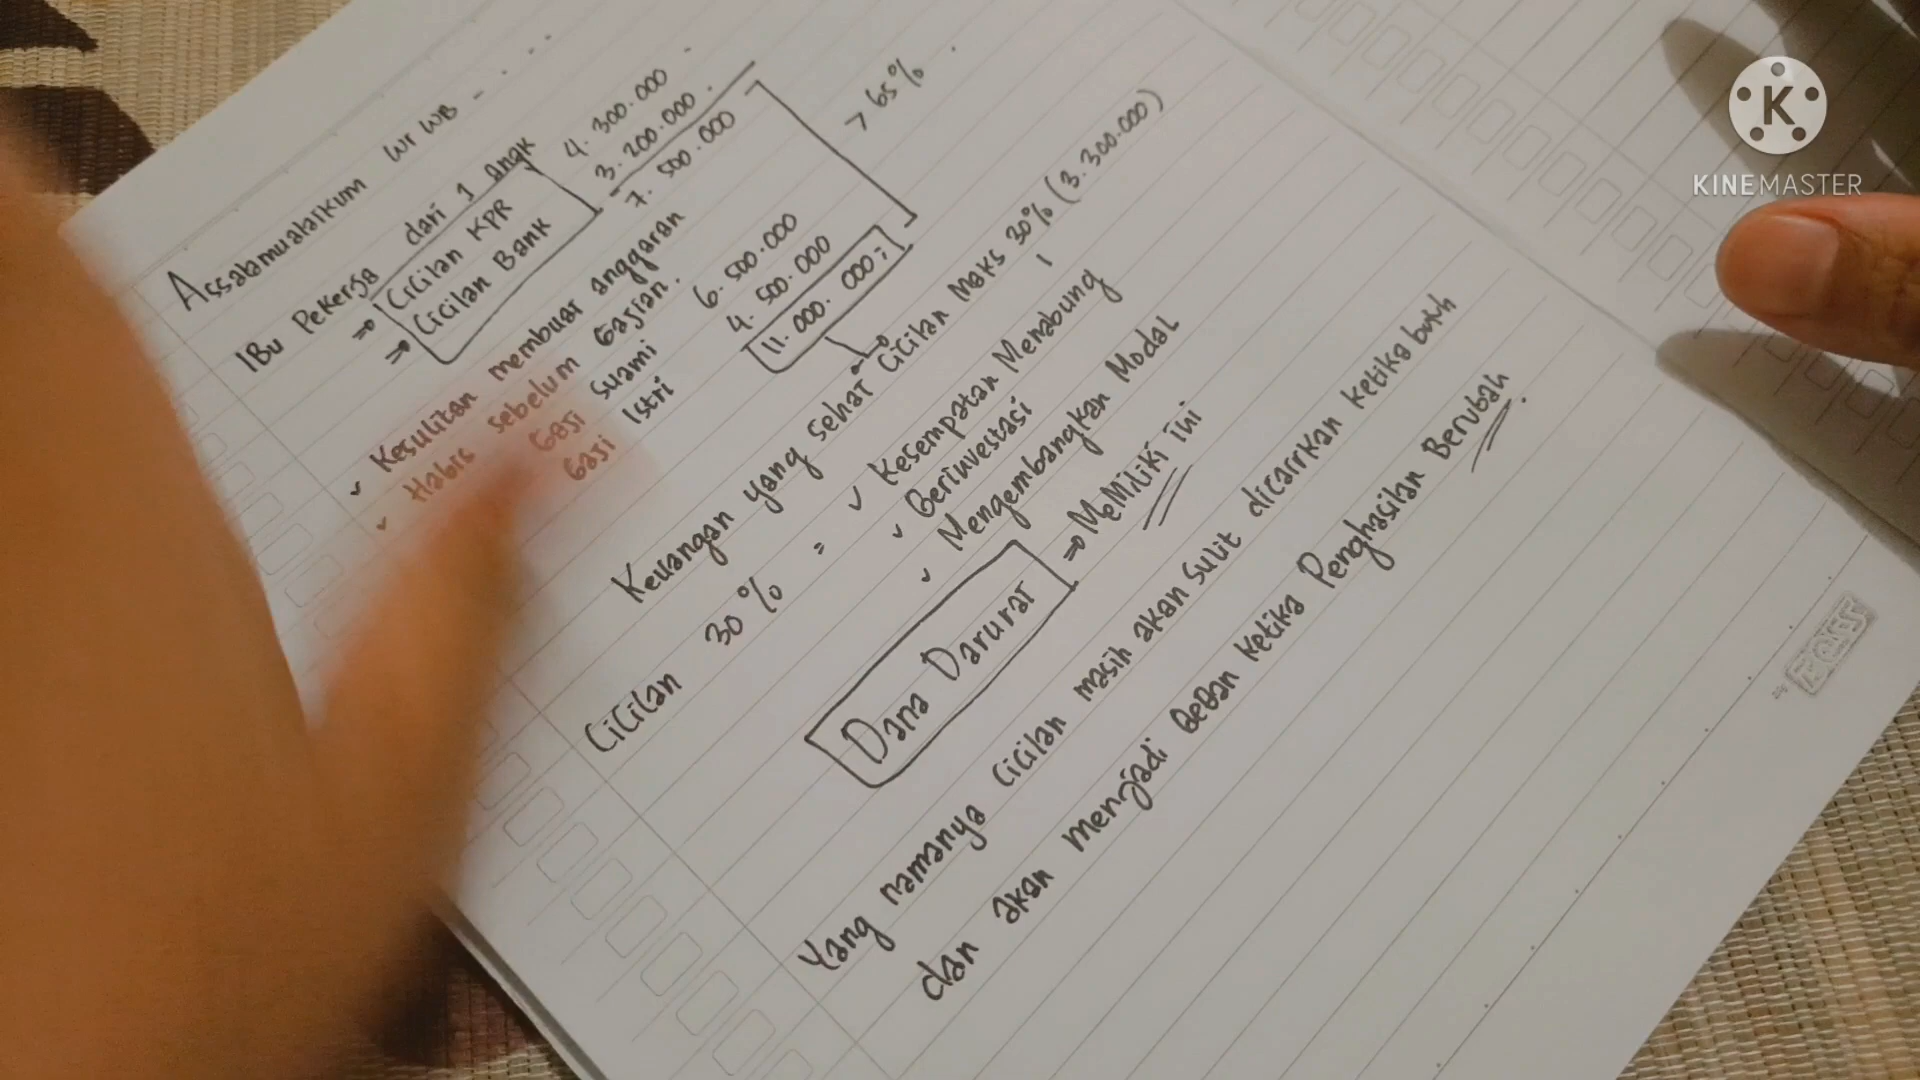 Assalamualaikum Wr WB - . . . .
IBu Pekerja dari 1 anak
⇒ Cicilan KPR 4.300.000
⇒ Cicilan Bank 3.200.000.
7.500.000
> 65%
✓ Kesulitan membuat anggaran
✓ Habis sebelum Gajian.
Gaji Suami 6.500.000
Gaji Istri 4.500.000
11.000.000;
Keuangan yang sehat Cicilan Maks 30% (3.300.000)
Cicilan 30% = ✓ Kesempatan Menabung
✓ Berinvestasi
✓ Mengembangkan Modal
Dana Darurat ⇒ MeMiliki ini
Yang namanya Cicilan masih akan sulit dicarrkan ketika butuh
dan akan menjadi beban ketika Penghasilan Berubah.
K
KINEMASTER